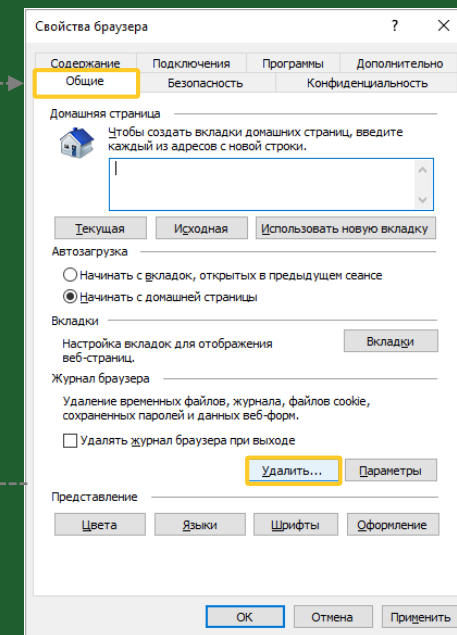 Свойства браузера
?
Содержание Подключения Программы Дополнительно
Общие Безопасность Конфиденциальность
Домашняя страница
Чтобы создать вкладки домашних страниц, введите
каждый из адресов с новой строки.
Текущая Исходная Использовать новую вкладку
Автозагрузка
Начинать с вкладок, открытых в предыдущем сеансе
Начинать с домашней страницы
Вкладки
Настройка вкладок для отображения
веб-страниц.
Вкладки
Журнал браузера
Удаление временных файлов, журнала, файлов cookie,
сохраненных паролей и данных веб-форм.
Удалять журнал браузера при выходе
Удалить... Параметры
Представление
Цвета Языки Шрифты Оформление
ОК Отмена Применить